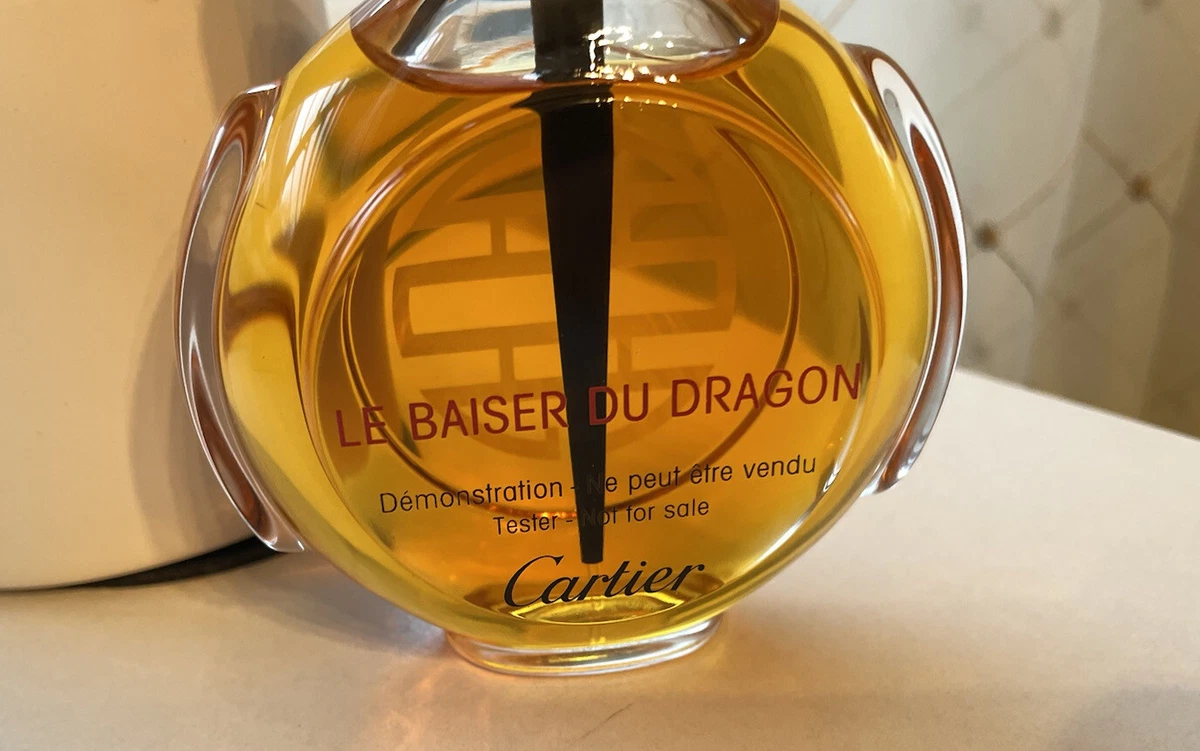 LE BAISER DU DRAGON
Démonstration - Ne peut être vendu
Tester - Not for sale
Cartier